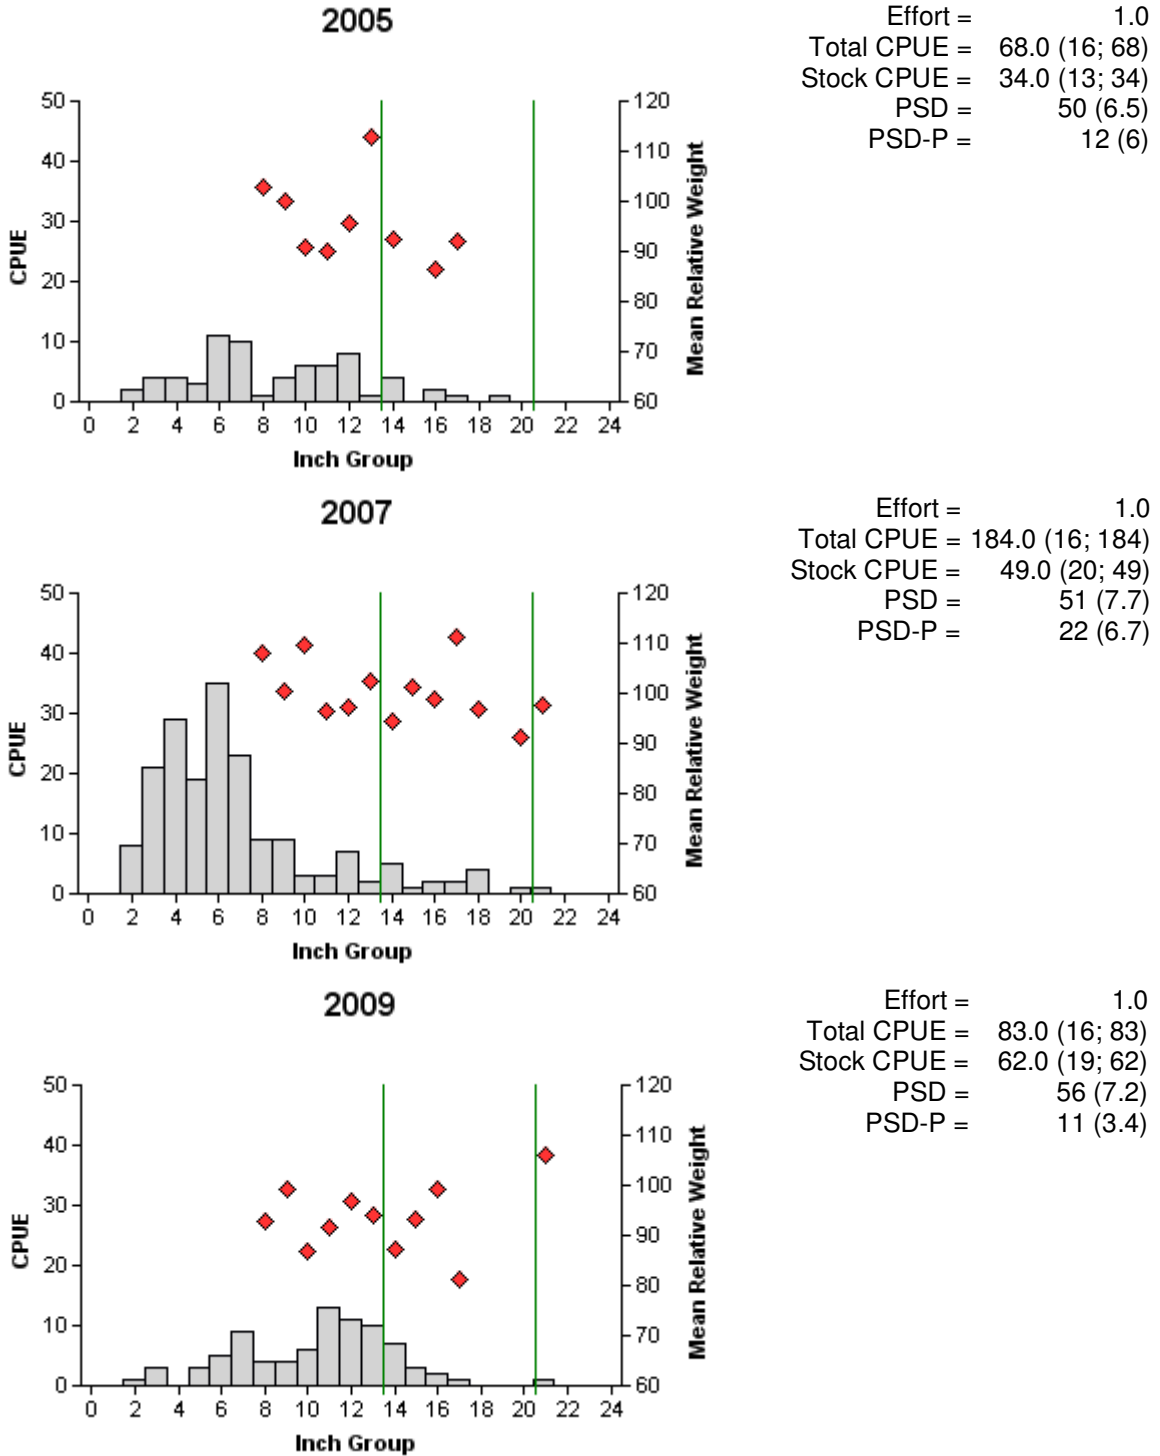 2005
Effort = 1.0
Total CPUE = 68.0 (16; 68)
Stock CPUE = 34.0 (13; 34)
PSD = 50 (6.5)
PSD-P = 12 (6)
50
40
30
20
10
0
CPUE
120
110
100
90
80
70
60
Mean Relative Weight
0 2 4 6 8 10 12 14 16 18 20 22 24
Inch Group
2007
Effort = 1.0
Total CPUE = 184.0 (16; 184)
Stock CPUE = 49.0 (20; 49)
PSD = 51 (7.7)
PSD-P = 22 (6.7)
50
40
30
20
10
0
CPUE
120
110
100
90
80
70
60
Mean Relative Weight
0 2 4 6 8 10 12 14 16 18 20 22 24
Inch Group
2009
Effort = 1.0
Total CPUE = 83.0 (16; 83)
Stock CPUE = 62.0 (19; 62)
PSD = 56 (7.2)
PSD-P = 11 (3.4)
50
40
30
20
10
0
CPUE
120
110
100
90
80
70
60
Mean Relative Weight
0 2 4 6 8 10 12 14 16 18 20 22 24
Inch Group